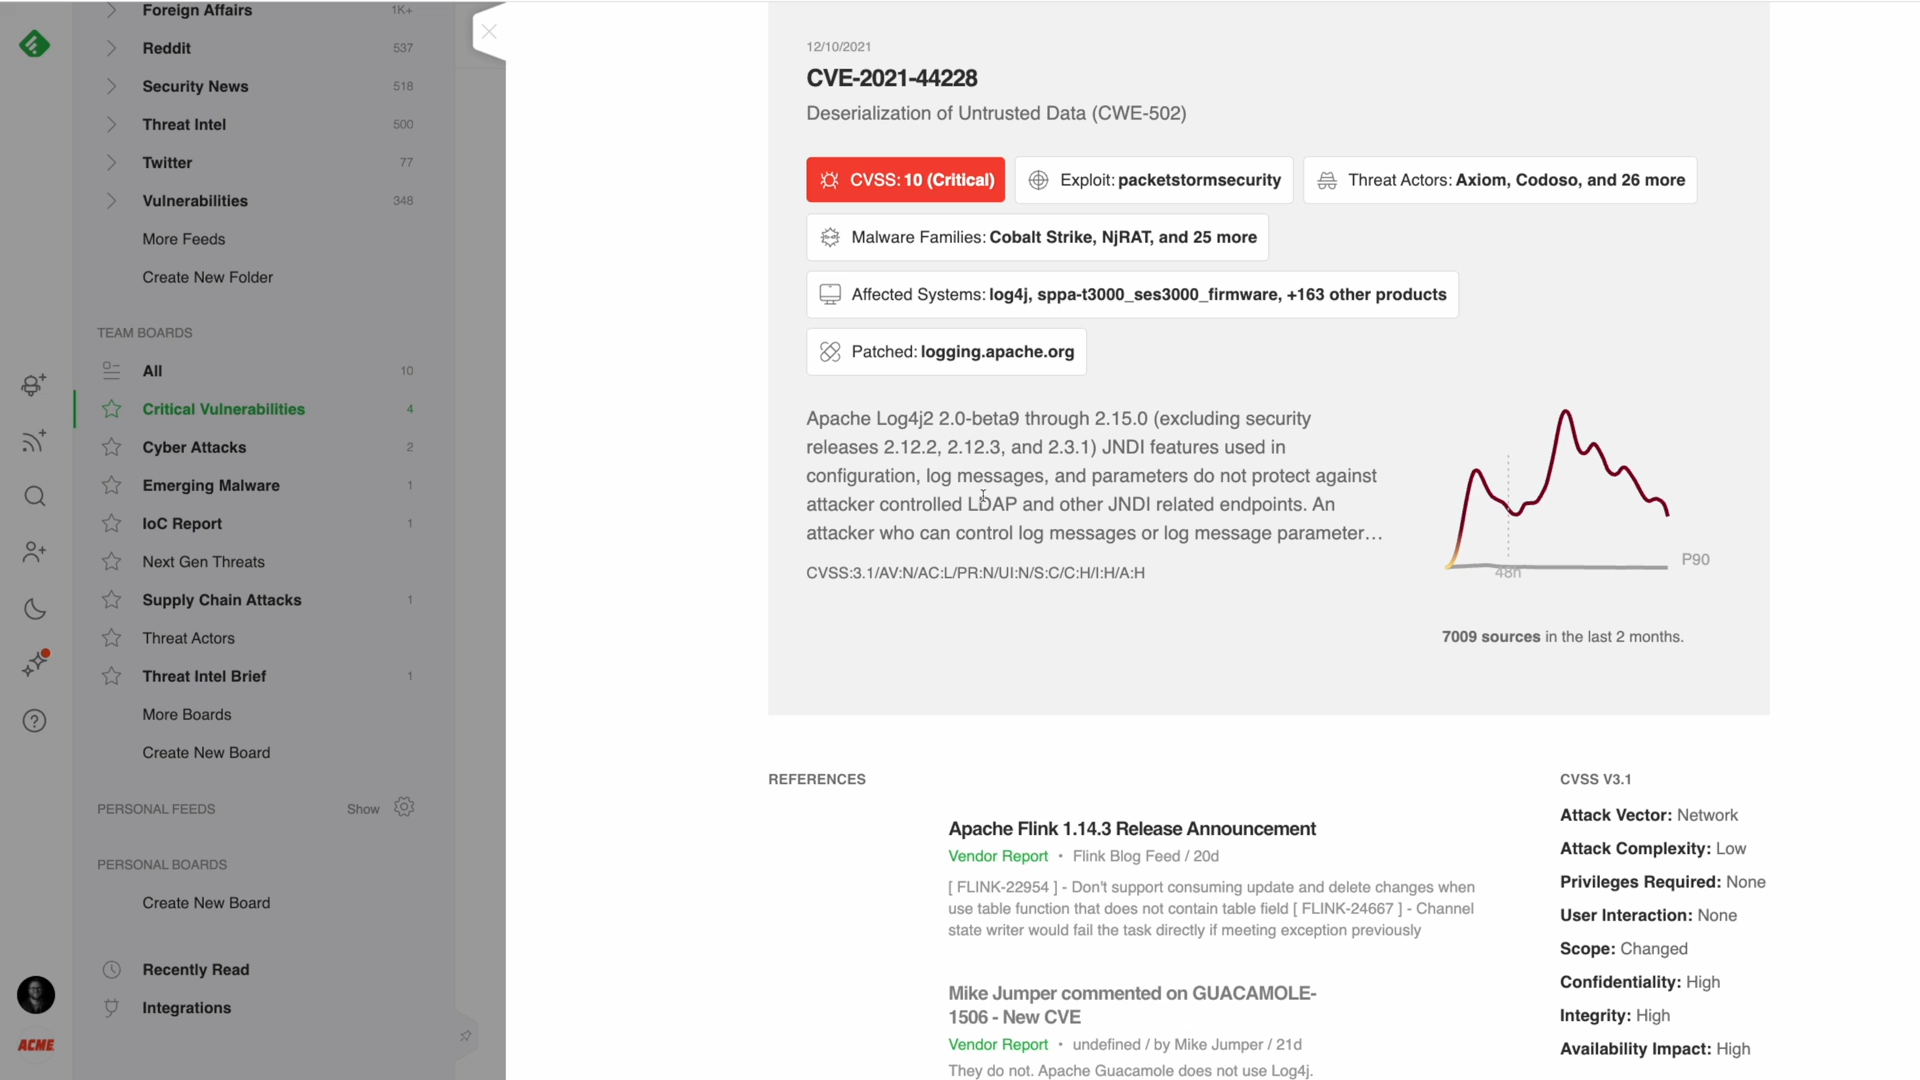 Foreign Affairs 1K+
Reddit 537
Security News 518
Threat Intel 500
Twitter 77
Vulnerabilities 348
More Feeds
Create New Folder
TEAM BOARDS
All 10
Critical Vulnerabilities 4
Cyber Attacks 2
Emerging Malware 1
IoC Report 1
Next Gen Threats
Supply Chain Attacks 1
Threat Actors
Threat Intel Brief 1
More Boards
Create New Board
PERSONAL FEEDS Show
PERSONAL BOARDS
Create New Board
Recently Read
Integrations
ACME
12/10/2021
CVE-2021-44228
Deserialization of Untrusted Data (CWE-502)
CVSS: 10 (Critical) Exploit: packetstormsecurity Threat Actors: Axiom, Codoso, and 26 more
Malware Families: Cobalt Strike, NjRAT, and 25 more
Affected Systems: log4j, sppa-t3000_ses3000_firmware, +163 other products
Patched: logging.apache.org
Apache Log4j2 2.0-beta9 through 2.15.0 (excluding security
releases 2.12.2, 2.12.3, and 2.3.1) JNDI features used in
configuration, log messages, and parameters do not protect against
attacker controlled LDAP and other JNDI related endpoints. An
attacker who can control log messages or log message parameter...
CVSS:3.1/AV:N/AC:L/PR:N/UI:N/S:C/C:H/I:H/A:H
P90
48h
7009 sources in the last 2 months.
REFERENCES
Apache Flink 1.14.3 Release Announcement
Vendor Report • Flink Blog Feed / 20d
[ FLINK-22954 ] - Don't support consuming update and delete changes when
use table function that does not contain table field [ FLINK-24667 ] - Channel
state writer would fail the task directly if meeting exception previously
Mike Jumper commented on GUACAMOLE-
1506 - New CVE
Vendor Report • undefined / by Mike Jumper / 21d
They do not. Apache Guacamole does not use Log4j.
CVSS V3.1
Attack Vector: Network
Attack Complexity: Low
Privileges Required: None
User Interaction: None
Scope: Changed
Confidentiality: High
Integrity: High
Availability Impact: High